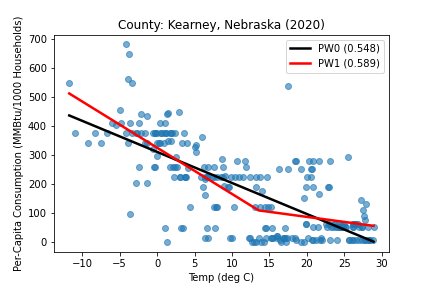 County: Kearney, Nebraska (2020)
Per-Capita Consumption (MMBtu/1000 Households)
700
600
500
400
300
200
100
0
PW0 (0.548)
PW1 (0.589)
−10 −5 0 5 10 15 20 25 30
Temp (deg C)